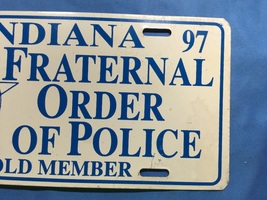 NDIANA 97
FRATERNAL
ORDER
OF POLICE
OLD MEMBER